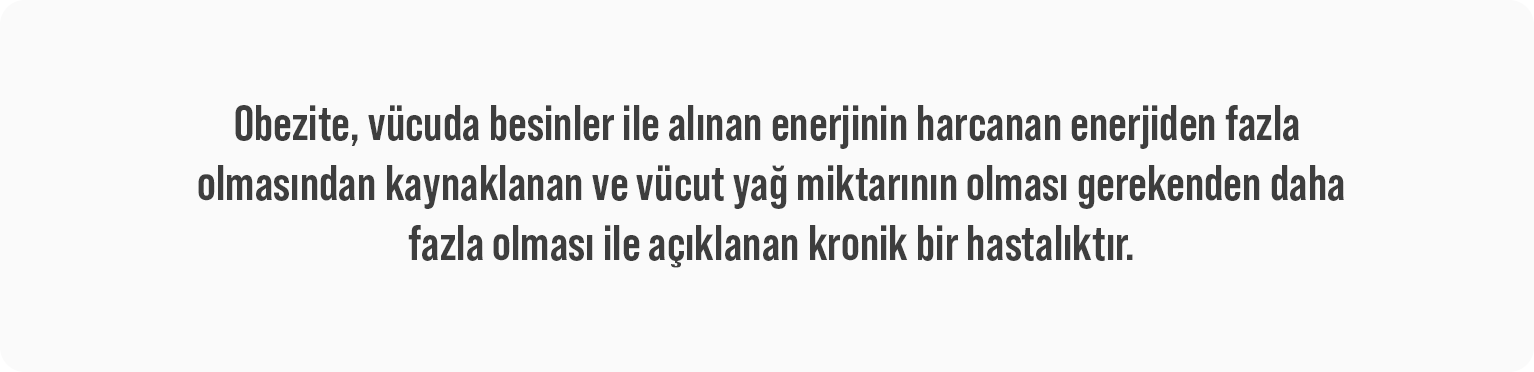 Obezite, vücuda besinler ile alınan enerjinin harcanan enerjiden fazla
olmasından kaynaklanan ve vücut yağ miktarının olması gerekenden daha
fazla olması ile açıklanan kronik bir hastalıktır.